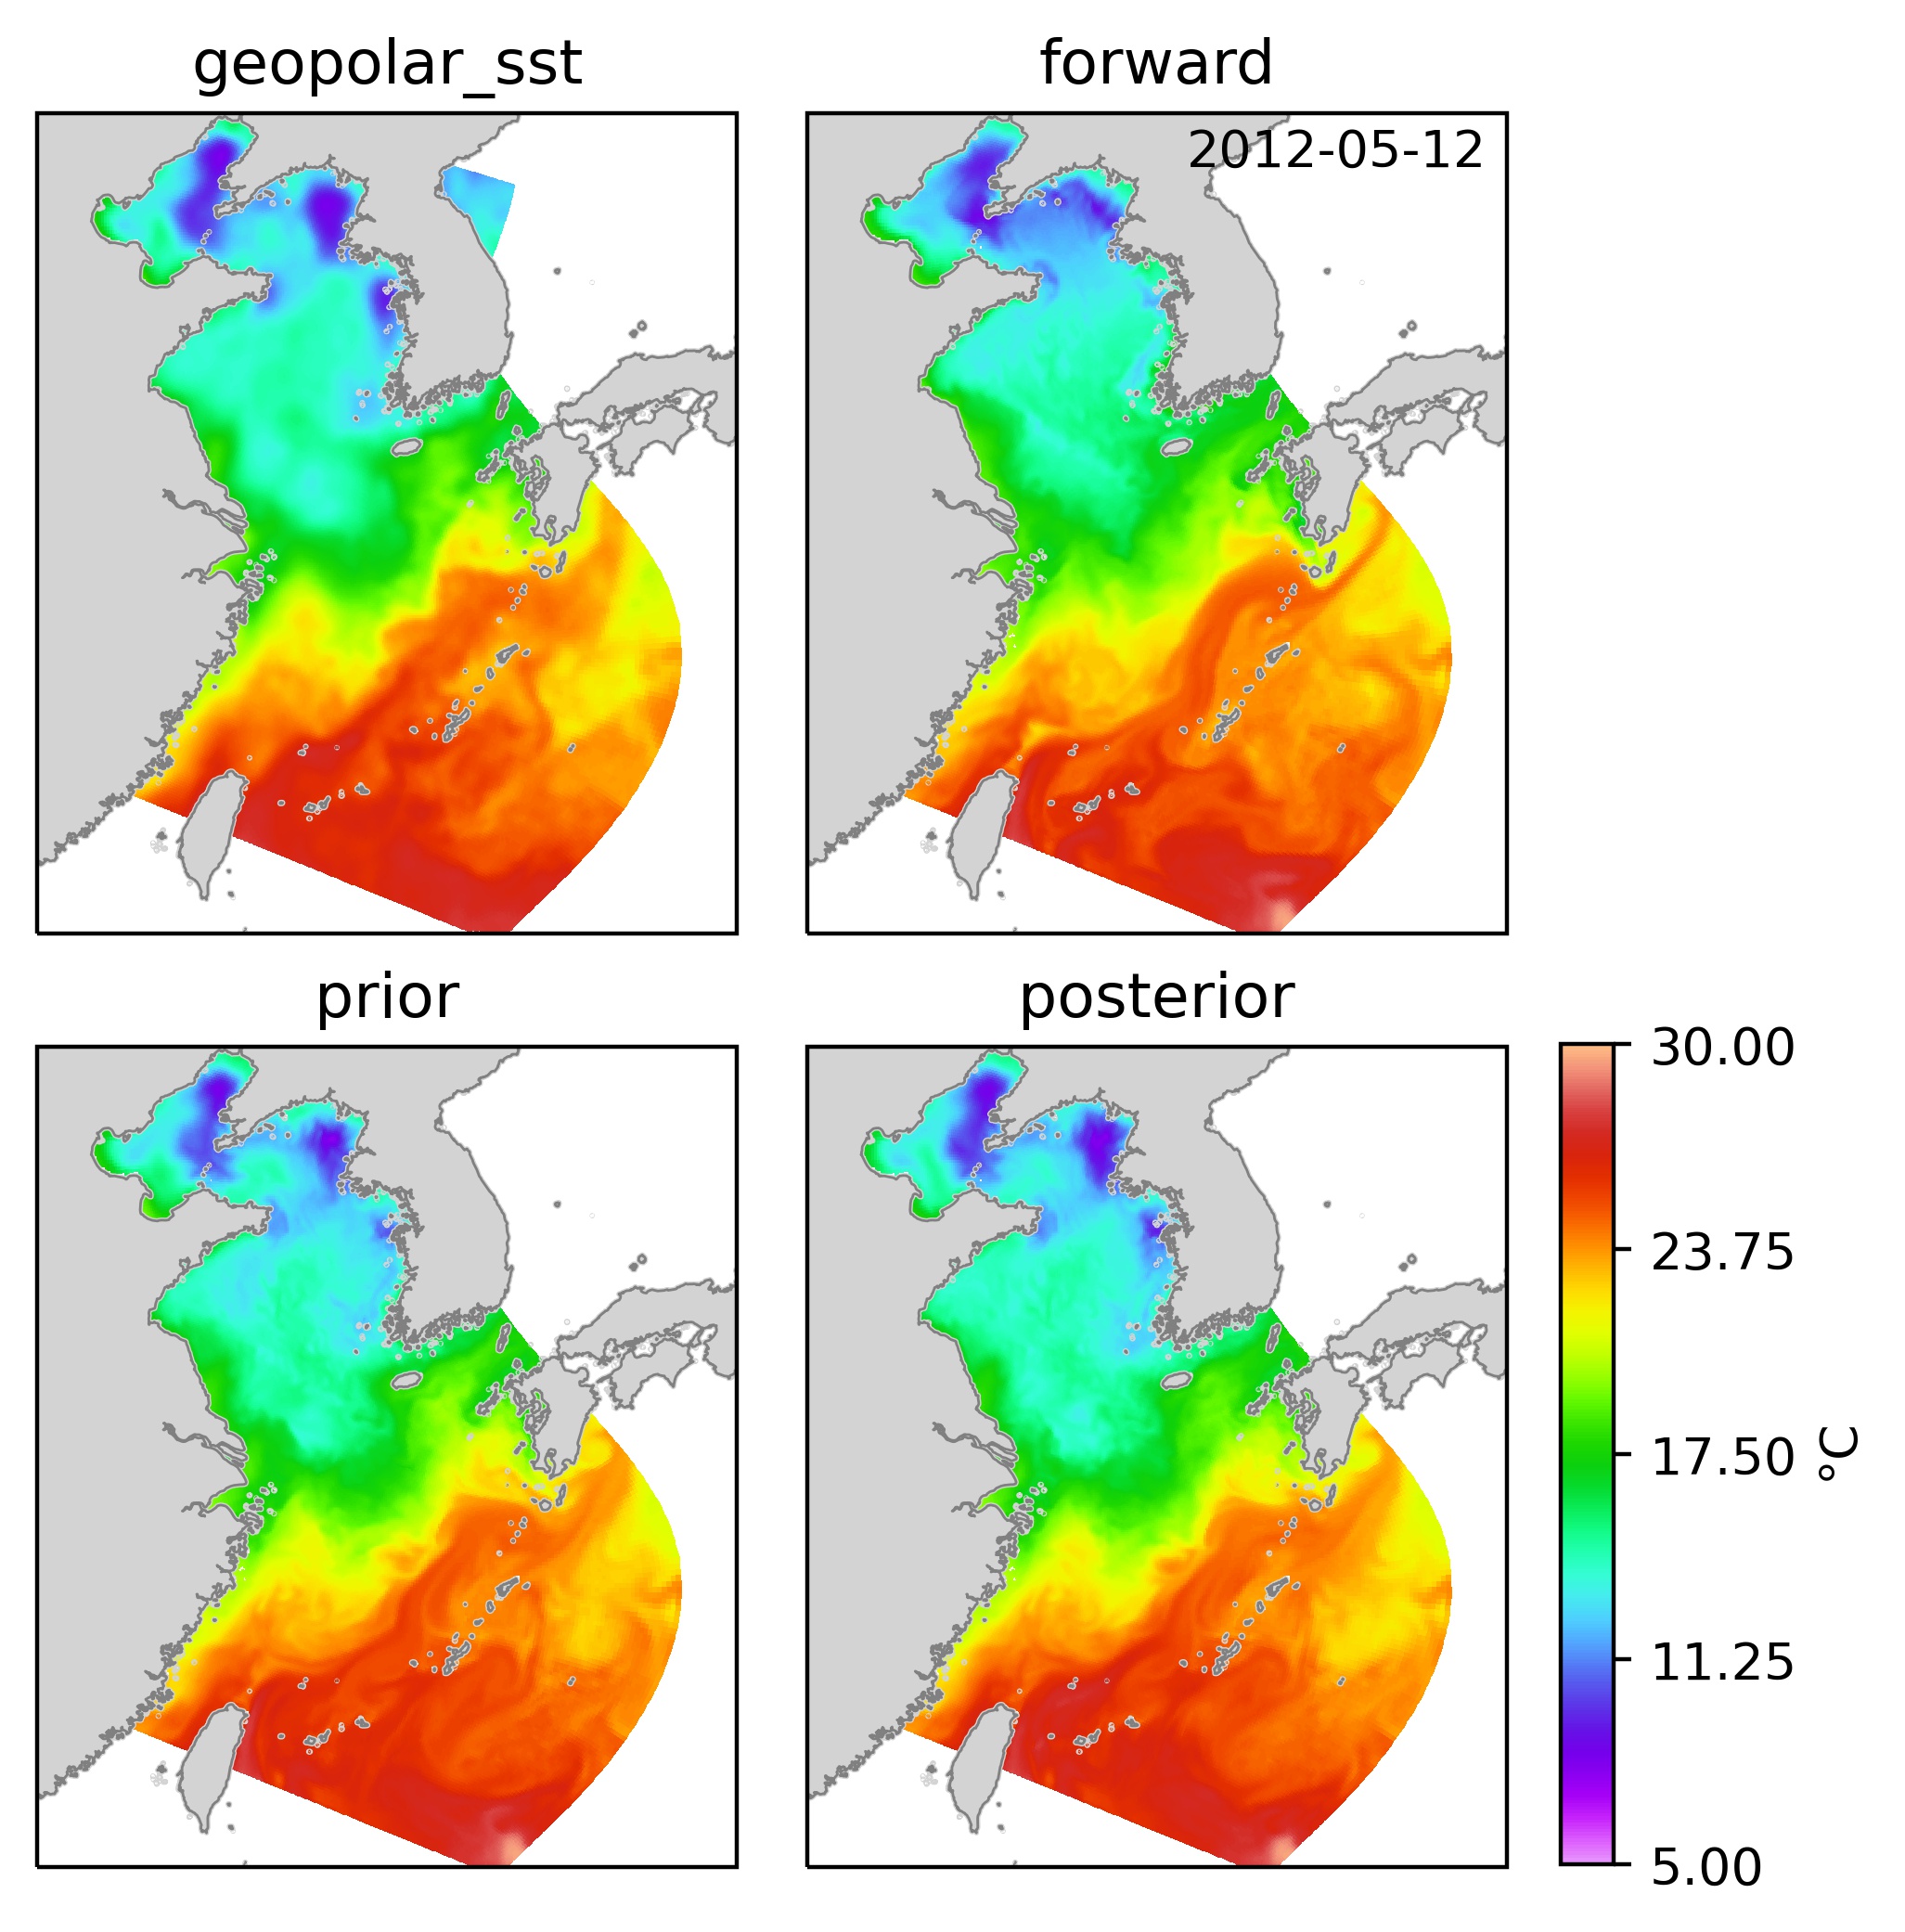 geopolar_sst
forward
2012-05-12
prior
posterior
30.00
23.75
17.50
11.25
5.00
°C